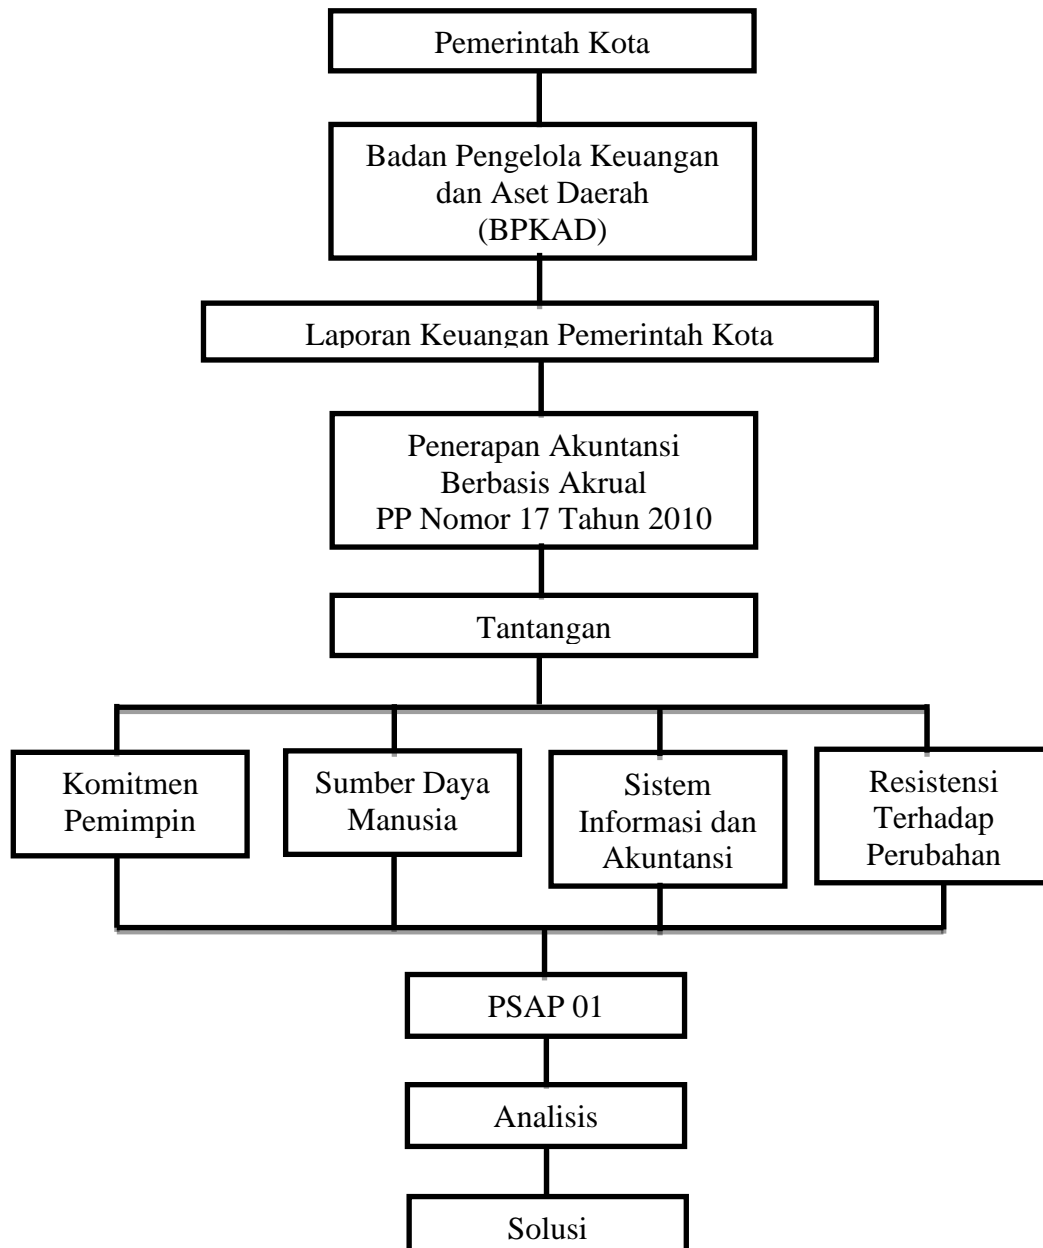 Pemerintah Kota
Badan Pengelola Keuangan
dan Aset Daerah
(BPKAD)
Laporan Keuangan Pemerintah Kota
Penerapan Akuntansi
Berbasis Akrual
PP Nomor 17 Tahun 2010
Tantangan
Komitmen
Pemimpin
Sumber Daya
Manusia
Sistem
Informasi dan
Akuntansi
Resistensi
Terhadap
Perubahan
PSAP 01
Analisis
Solusi